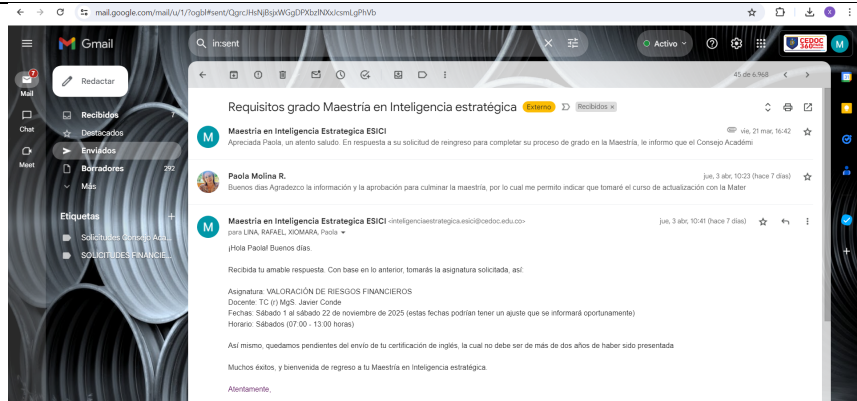 mail.google.com/mail/u/1/?ogbl#sent/QgrcJHsNjBsjxWGgDPXbzlNXxJcsmLgPhVb
Gmail
in:sent
Activo
CEDOC
360
M
7
Mail
Chat
Meet
Redactar
Recibidos 7
Destacados
Enviados
Borradores 292
Más
Etiquetas +
Solicitudes Consejo Aca...
SOLICITUDES FINANCIE...
45 de 6.968
Requisitos grado Maestría en Inteligencia estratégica Externo Recibidos x
M
Maestria en Inteligencia Estrategica ESICI vie, 21 mar, 16:42
Apreciada Paola, un atento saludo. En respuesta a su solicitud de reingreso para completar su proceso de grado en la Maestría, le informo que el Consejo Académi
Paola Molina R. jue, 3 abr, 10:23 (hace 7 días)
Buenos dias Agradezco la información y la aprobación para culminar la maestría, por lo cual me permito indicar que tomaré el curso de actualización con la Mater
M
Maestria en Inteligencia Estrategica ESICI <inteligenciaestrategica.esici@cedoc.edu.co> jue, 3 abr, 10:41 (hace 7 días)
para LINA, RAFAEL, XIOMARA, Paola
¡Hola Paola! Buenos días.
Recibida tu amable respuesta. Con base en lo anterior, tomarás la asignatura solicitada, así:
Asignatura: VALORACIÓN DE RIESGOS FINANCIEROS
Docente: TC (r) MgS. Javier Conde
Fechas: Sábado 1 al sábado 22 de noviembre de 2025 (estas fechas podrían tener un ajuste que se informará oportunamente)
Horario: Sábados (07:00 - 13:00 horas)
Así mismo, quedamos pendientes del envío de tu certificación de inglés, la cual no debe ser de más de dos años de haber sido presentada
Muchos éxitos, y bienvenida de regreso a tu Maestría en Inteligencia estratégica.
Atentamente,